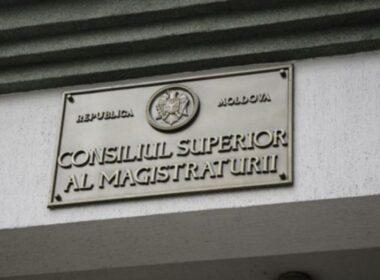 REPUBLICA MOLDOVA
CONSILIUL SUPERIOR
AL MAGISTRATURII